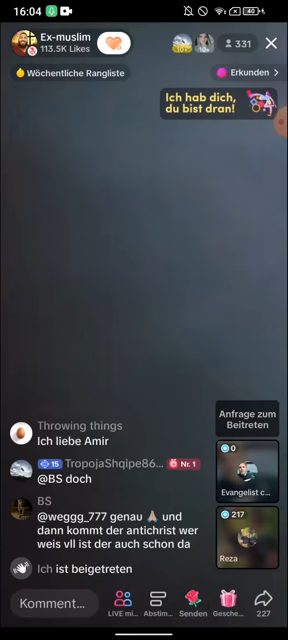 16:04
40
Ex-muslim
113.5K Likes
331
Wöchentliche Rangliste
Erkunden >
Ich hab dich,
du bist dran!
Throwing things
Ich liebe Amir
15 TropojaShqipe86... Nr. 1
@BS doch
BS
@weggg_777 genau 🙏 und
dann kommt der antichrist wer
weis vll ist der auch schon da
Ich ist beigetreten
Anfrage zum
Beitreten
0
Evangelist c...
217
Reza
Komment...
LIVE mi...
Abstim...
Senden
Gesche...
227